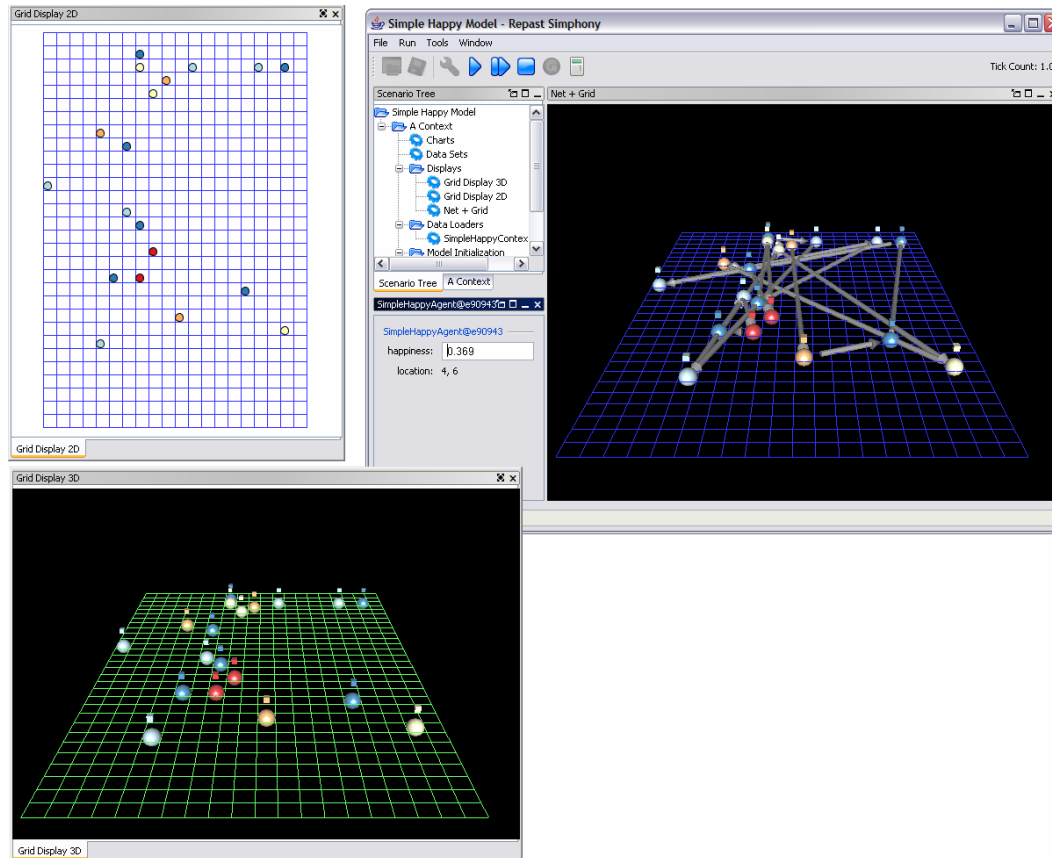 Grid Display 2D
Grid Display 2D
Simple Happy Model - Repast Simphony
File Run Tools Window
Tick Count: 1.0
Scenario Tree
Simple Happy Model
A Context
Charts
Data Sets
Displays
Grid Display 3D
Grid Display 2D
Net + Grid
Data Loaders
SimpleHappyContex
Model Initialization
Scenario Tree A Context
SimpleHappyAgent@e90943
SimpleHappyAgent@e90943
happiness: 0.369
location: 4, 6
Net + Grid
Grid Display 3D
Grid Display 3D